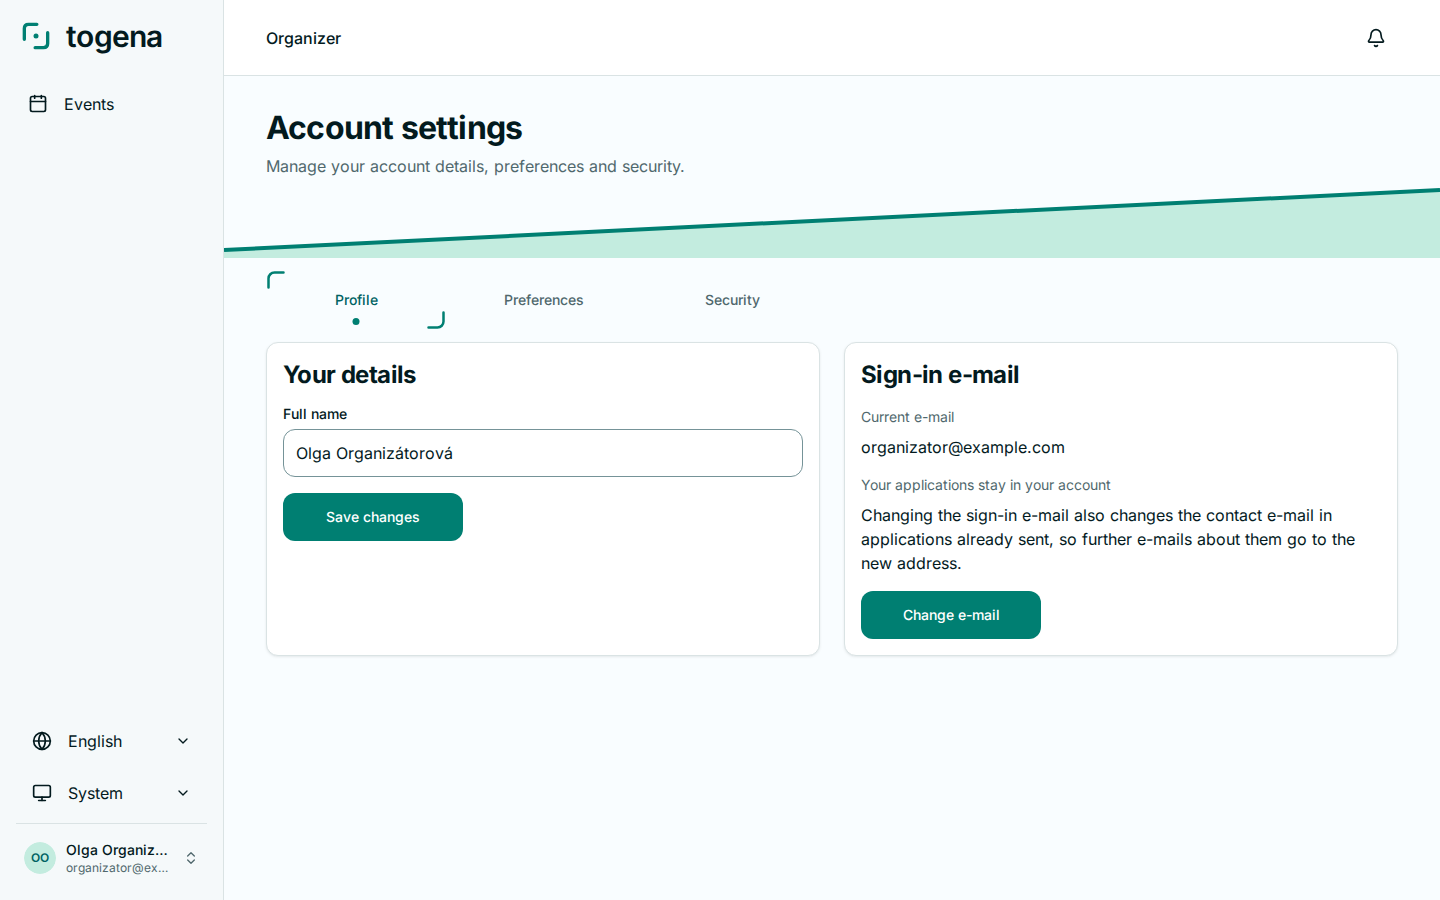 togena
Events
Organizer
Account settings
Manage your account details, preferences and security.
Profile
Preferences
Security
Your details
Full name
Olga Organizátorová
Save changes
Sign-in e-mail
Current e-mail
organizator@example.com
Your applications stay in your account
Changing the sign-in e-mail also changes the contact e-mail in
applications already sent, so further e-mails about them go to the
new address.
Change e-mail
English
System
OO
Olga Organiz...
organizator@ex...